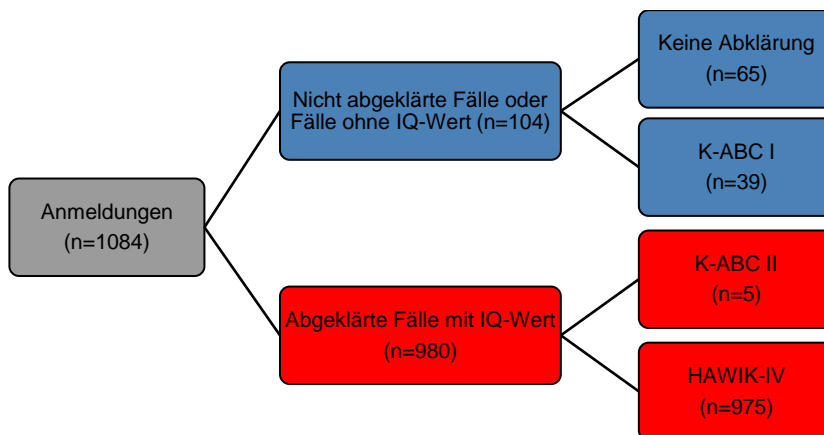 Anmeldungen
(n=1084)
Nicht abgeklärte Fälle oder
Fälle ohne IQ-Wert (n=104)
Keine Abklärung
(n=65)
K-ABC I
(n=39)
Abgeklärte Fälle mit IQ-Wert
(n=980)
K-ABC II
(n=5)
HAWIK-IV
(n=975)